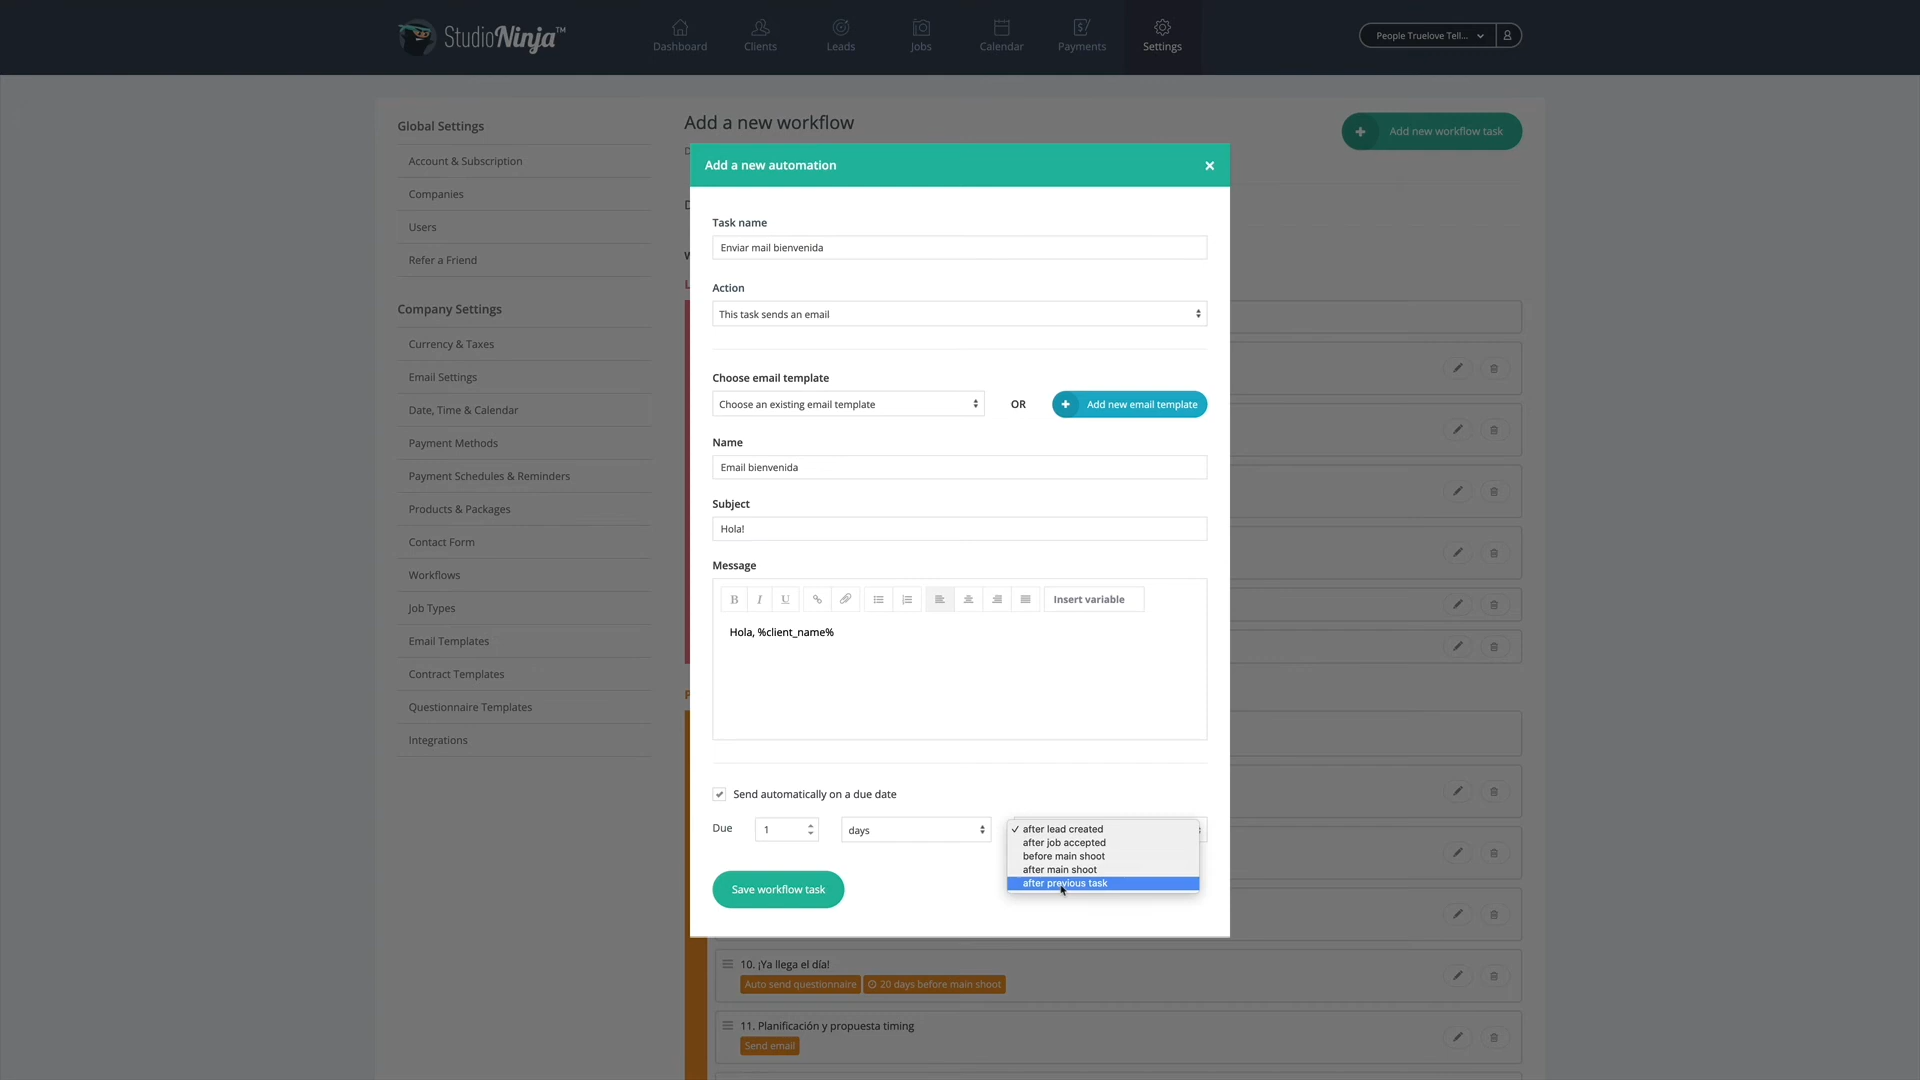 StudioNinja™
Dashboard
Clients
Leads
Jobs
Calendar
Payments
Settings
People Truelove Tell...
Global Settings
Account & Subscription
Companies
Users
Refer a Friend
Company Settings
Currency & Taxes
Email Settings
Date, Time & Calendar
Payment Methods
Payment Schedules & Reminders
Products & Packages
Contact Form
Workflows
Job Types
Email Templates
Contract Templates
Questionnaire Templates
Integrations
Add a new workflow
Add new workflow task
Add a new automation
Task name
Enviar mail bienvenida
Action
This task sends an email
Choose email template
Choose an existing email template
OR
Add new email template
Name
Email bienvenida
Subject
Hola!
Message
B I U
Insert variable
Hola, %client_name%
Send automatically on a due date
Due
1
days
✓ after lead created
after job accepted
before main shoot
after main shoot
after previous task
Save workflow task
10. ¡Ya llega el día!
Auto send questionnaire
20 days before main shoot
11. Planificación y propuesta timing
Send email